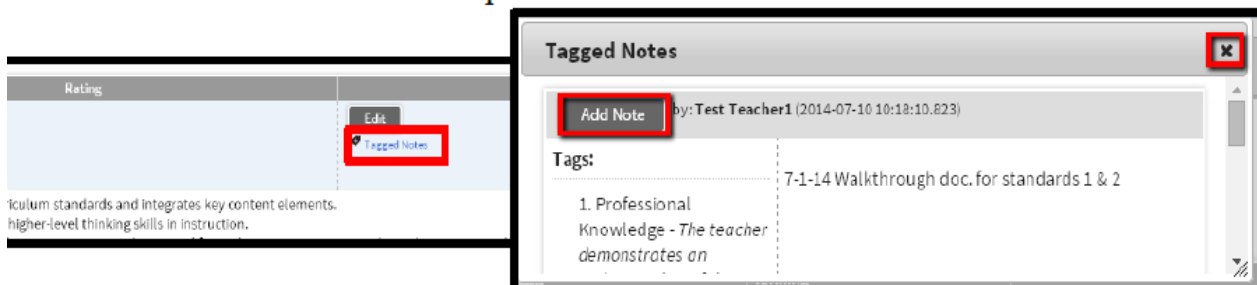 Rating
Edit
Tagged Notes
iculum standards and integrates key content elements.
higher-level thinking skills in instruction.
Tagged Notes
Add Note by: Test Teacher1 (2014-07-10 10:18:10.823)
Tags:
7-1-14 Walkthrough doc. for standards 1 & 2
1. Professional
Knowledge - The teacher
demonstrates an